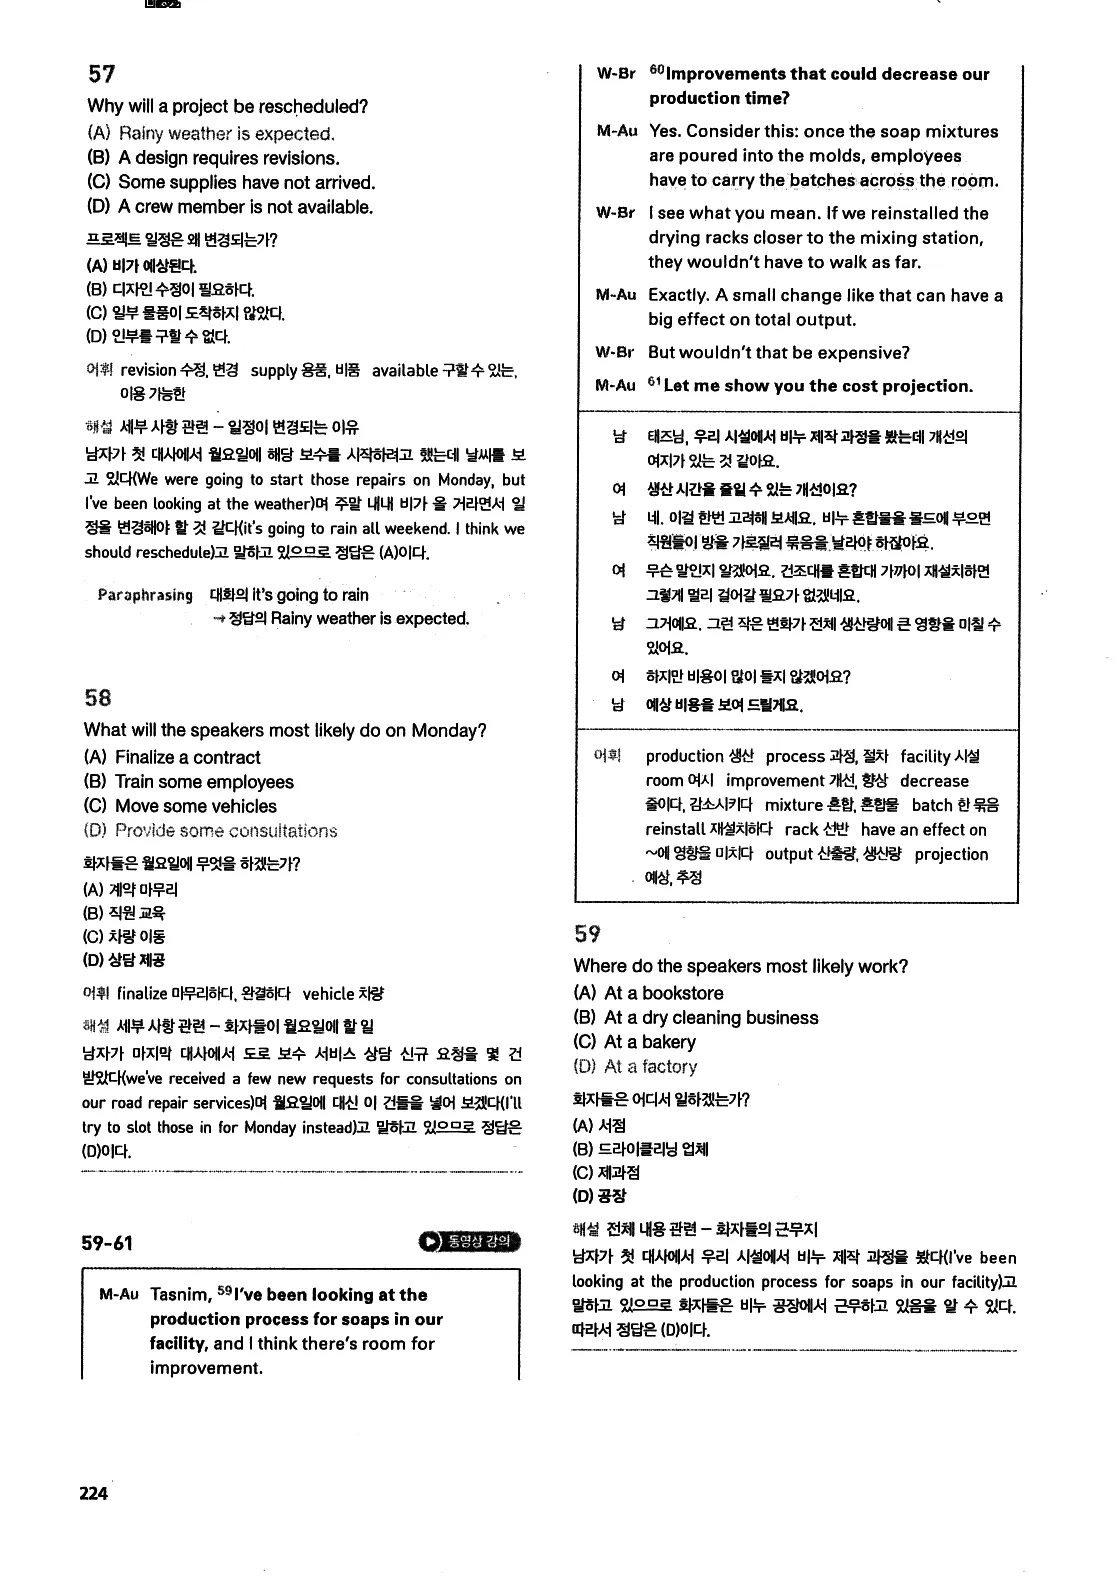 57
Why will a project be rescheduled?
(A) Rainy weather is expected.
(B) A design requires revisions.
(C) Some supplies have not arrived.
(D) A crew member is not available.
프로젝트 일정은 왜 변경되는가?
(A) 비가 예상된다.
(B) 디자인 수정이 필요하다.
(C) 일부 물품이 도착하지 않았다.
(D) 인부를 구할 수 없다.
어휘 revision 수정, 변경 supply 용품, 비품 available 구할 수 있는,
이용 가능한
해설 세부 사항 관련 – 일정이 변경되는 이유
남자가 첫 대사에서 월요일에 해당 보수를 시작하려고 했는데 날씨를 보
고 있다(We were going to start those repairs on Monday, but
I've been looking at the weather)며 주말 내내 비가 올 거라면서 일
정을 변경해야 할 것 같다(it's going to rain all weekend. I think we
should reschedule)고 말하고 있으므로 정답은 (A)이다.
Paraphrasing 대화의 it's going to rain
→ 정답의 Rainy weather is expected.
58
What will the speakers most likely do on Monday?
(A) Finalize a contract
(B) Train some employees
(C) Move some vehicles
(D) Provide some consultations
화자들은 월요일에 무엇을 하겠는가?
(A) 계약 마무리
(B) 직원 교육
(C) 차량 이동
(D) 상담 제공
어휘 finalize 마무리하다, 완결하다 vehicle 차량
해설 세부 사항 관련 – 화자들이 월요일에 할 일
남자가 마지막 대사에서 도로 보수 서비스 상담 신규 요청을 몇 건
받았다(we've received a few new requests for consultations on
our road repair services)며 월요일에 대신 이 건들을 넣어 보겠다(I'll
try to slot those in for Monday instead)고 말하고 있으므로 정답은
(D)이다.
59-61 동영상 강의
M-Au Tasnim, 59I've been looking at the
production process for soaps in our
facility, and I think there's room for
improvement.
224
W-Br 60Improvements that could decrease our
production time?
M-Au Yes. Consider this: once the soap mixtures
are poured into the molds, employees
have to carry the batches across the room.
W-Br I see what you mean. If we reinstalled the
drying racks closer to the mixing station,
they wouldn't have to walk as far.
M-Au Exactly. A small change like that can have a
big effect on total output.
W-Br But wouldn't that be expensive?
M-Au 61Let me show you the cost projection.
남 태즈님, 우리 시설에서 비누 제작 과정을 봤는데 개선의
여지가 있는 것 같아요.
여 생산 시간을 줄일 수 있는 개선이요?
남 네. 이걸 한번 고려해 보세요. 비누 혼합물을 몰드에 부으면
직원들이 방을 가로질러 묶음을 날라야 하잖아요.
여 무슨 말인지 알겠어요. 건조대를 혼합대 가까이 재설치하면
그렇게 멀리 걸어갈 필요가 없겠네요.
남 그거예요. 그런 작은 변화가 전체 생산량에 큰 영향을 미칠 수
있어요.
여 하지만 비용이 많이 들지 않겠어요?
남 예상 비용을 보여 드릴게요.
어휘 production 생산 process 과정, 절차 facility 시설
room 여지 improvement 개선, 향상 decrease
줄이다, 감소시키다 mixture 혼합, 혼합물 batch 한 묶음
reinstall 재설치하다 rack 선반 have an effect on
~에 영향을 미치다 output 산출량, 생산량 projection
예상, 추정
59
Where do the speakers most likely work?
(A) At a bookstore
(B) At a dry cleaning business
(C) At a bakery
(D) At a factory
화자들은 어디서 일하겠는가?
(A) 서점
(B) 드라이클리닝 업체
(C) 제과점
(D) 공장
해설 전체 내용 관련 – 화자들의 근무지
남자가 첫 대사에서 우리 시설에서 비누 제작 과정을 봤다(I've been
looking at the production process for soaps in our facility)고
말하고 있으므로 화자들은 비누 공장에서 근무하고 있음을 알 수 있다.
따라서 정답은 (D)이다.